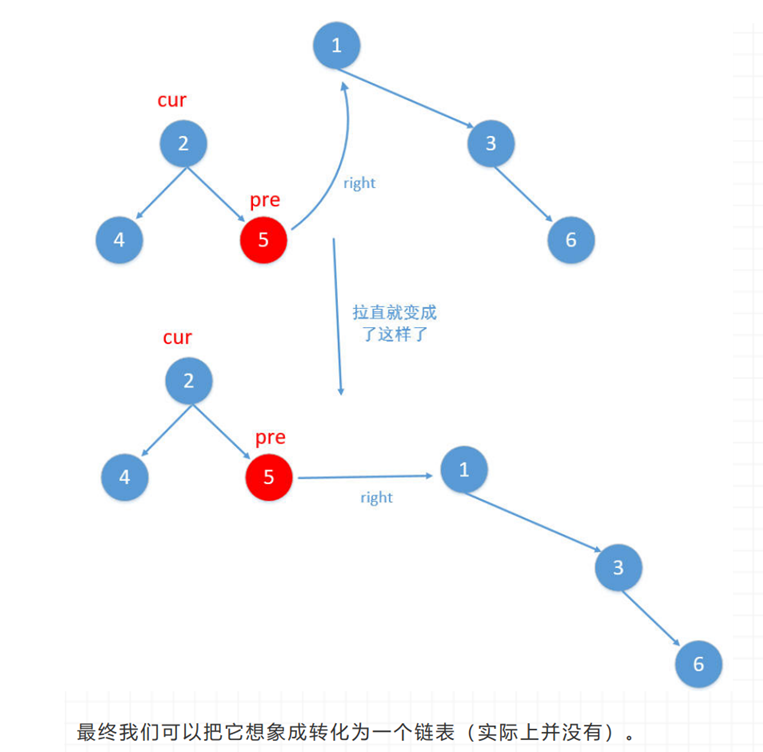 1
cur
2
3
right
pre
4
5
6
拉直就变成
了这样了
cur
2
pre
4
5
1
right
3
6
最终我们可以把它想象成转化为一个链表（实际上并没有）。